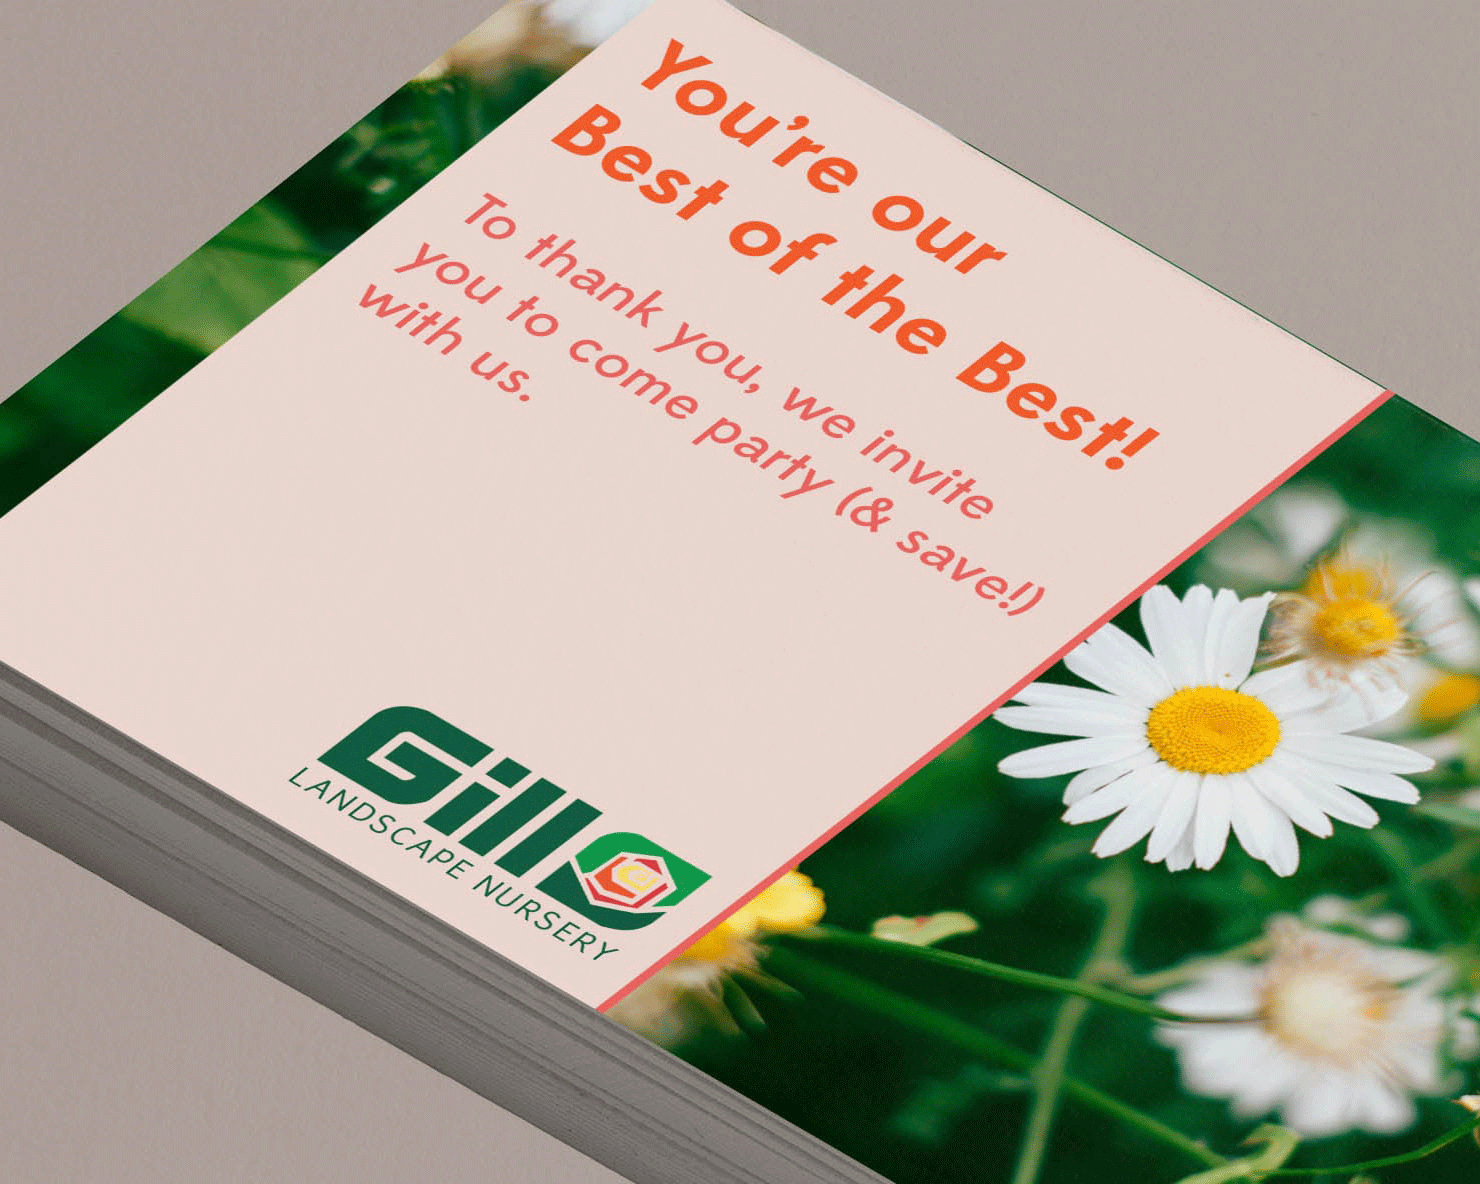 You're our
Best of the Best!
To thank you, we invite
you to come party (& save!)
with us.
Gill
LANDSCAPE NURSERY